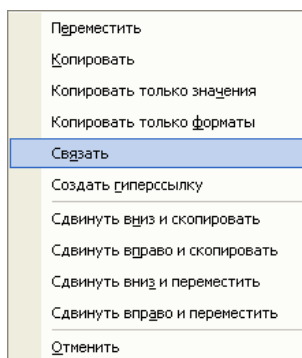 Переместить
Копировать
Копировать только значения
Копировать только форматы
Связать
Создать гиперссылку
Сдвинуть вниз и скопировать
Сдвинуть вправо и скопировать
Сдвинуть вниз и переместить
Сдвинуть вправо и переместить
Отменить